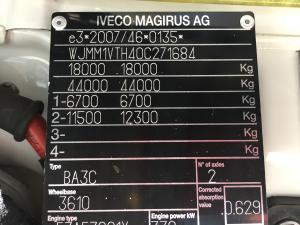 IVECO MAGIRUS AG
e3*2007/46*0135*
WJMM1VTH40C271684
18000 18000 Kg
44000 44000 Kg
1-6700 6700 Kg
2-11500 12300 Kg
3- Kg
4- Kg
Type
BA3C
N° of axles
2
Wheelbase
3610
Corrected absorption value
0.629
Engine type
Engine power kW